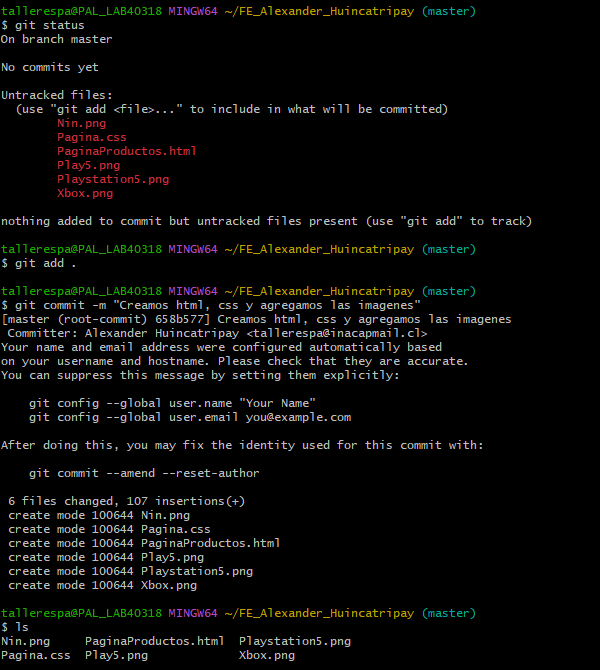 tallerespa@PAL_LAB40318 MINGW64 ~/FE_Alexander_Huincatripay (master)
$ git status
On branch master
No commits yet
Untracked files:
  (use "git add <file>..." to include in what will be committed)
        Nin.png
        Pagina.css
        PaginaProductos.html
        Play5.png
        Playstation5.png
        Xbox.png
nothing added to commit but untracked files present (use "git add" to track)
tallerespa@PAL_LAB40318 MINGW64 ~/FE_Alexander_Huincatripay (master)
$ git add .
tallerespa@PAL_LAB40318 MINGW64 ~/FE_Alexander_Huincatripay (master)
$ git commit -m "Creamos html, css y agregamos las imagenes"
[master (root-commit) 658b577] Creamos html, css y agregamos las imagenes
 Committer: Alexander Huincatripay <tallerespa@inacapmail.cl>
Your name and email address were configured automatically based
on your username and hostname. Please check that they are accurate.
You can suppress this message by setting them explicitly:
    git config --global user.name "Your Name"
    git config --global user.email you@example.com
After doing this, you may fix the identity used for this commit with:
    git commit --amend --reset-author
 6 files changed, 107 insertions(+)
 create mode 100644 Nin.png
 create mode 100644 Pagina.css
 create mode 100644 PaginaProductos.html
 create mode 100644 Play5.png
 create mode 100644 Playstation5.png
 create mode 100644 Xbox.png
tallerespa@PAL_LAB40318 MINGW64 ~/FE_Alexander_Huincatripay (master)
$ ls
Nin.png     PaginaProductos.html  Playstation5.png
Pagina.css  Play5.png             Xbox.png